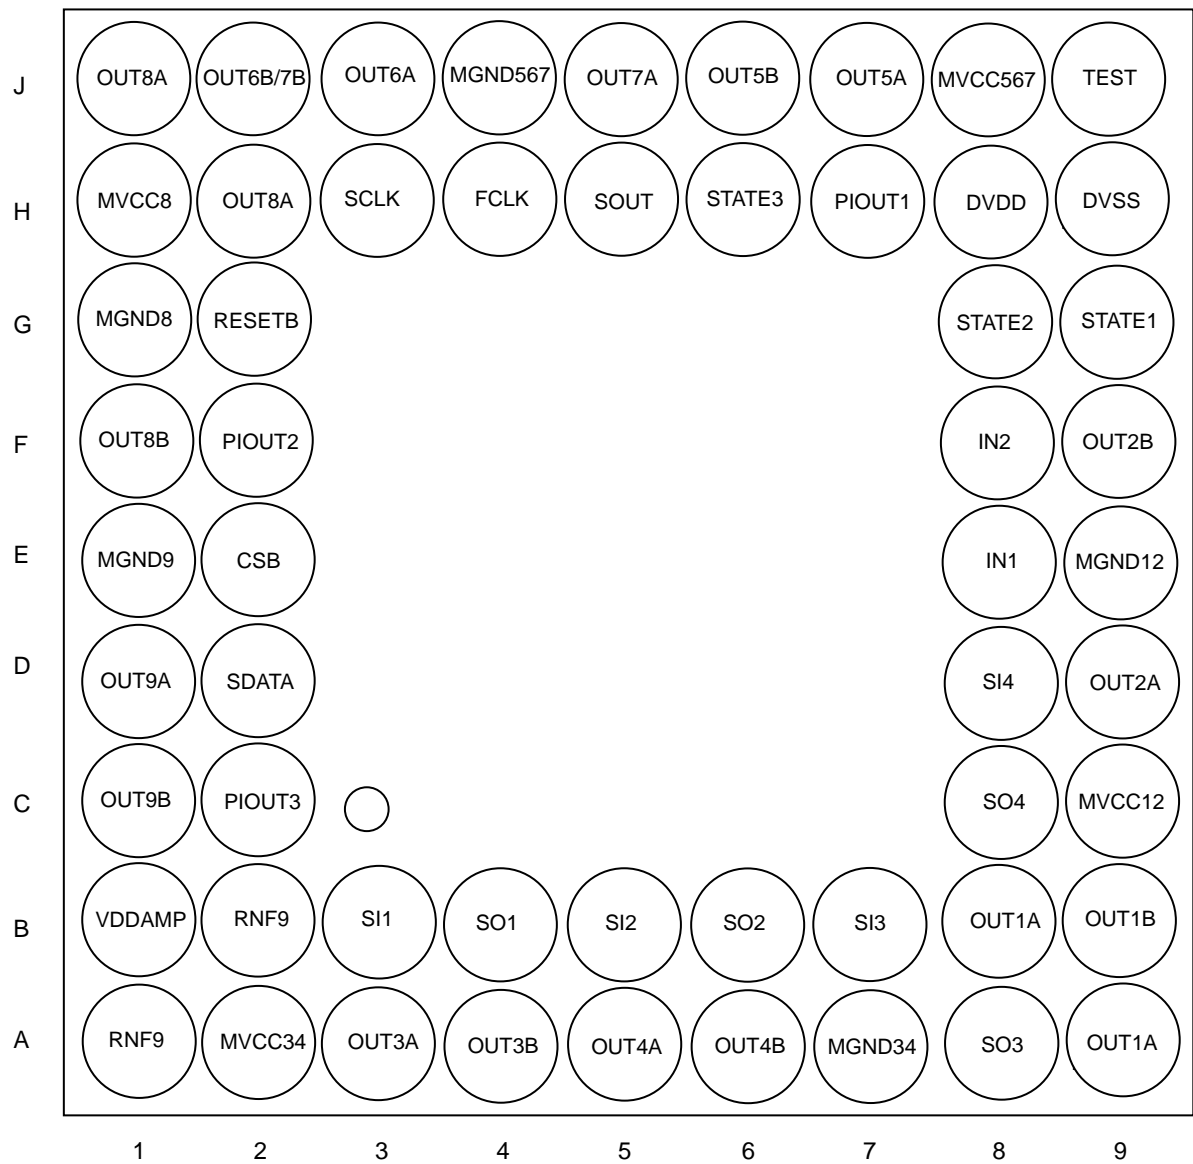 J OUT8A OUT6B/7B OUT6A MGND567 OUT7A OUT5B OUT5A MVCC567 TEST
H MVCC8 OUT8A SCLK FCLK SOUT STATE3 PIOUT1 DVDD DVSS
G MGND8 RESETB STATE2 STATE1
F OUT8B PIOUT2 IN2 OUT2B
E MGND9 CSB IN1 MGND12
D OUT9A SDATA SI4 OUT2A
C OUT9B PIOUT3 SO4 MVCC12
B VDDAMP RNF9 SI1 SO1 SI2 SO2 SI3 OUT1A OUT1B
A RNF9 MVCC34 OUT3A OUT3B OUT4A OUT4B MGND34 SO3 OUT1A
1 2 3 4 5 6 7 8 9